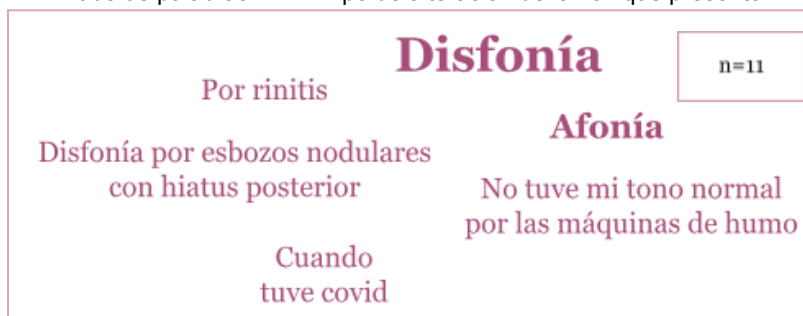 Disfonía
n=11
Por rinitis
Afonía
Disfonía por esbozos nodulares
con hiatus posterior
No tuve mi tono normal
por las máquinas de humo
Cuando
tuve covid